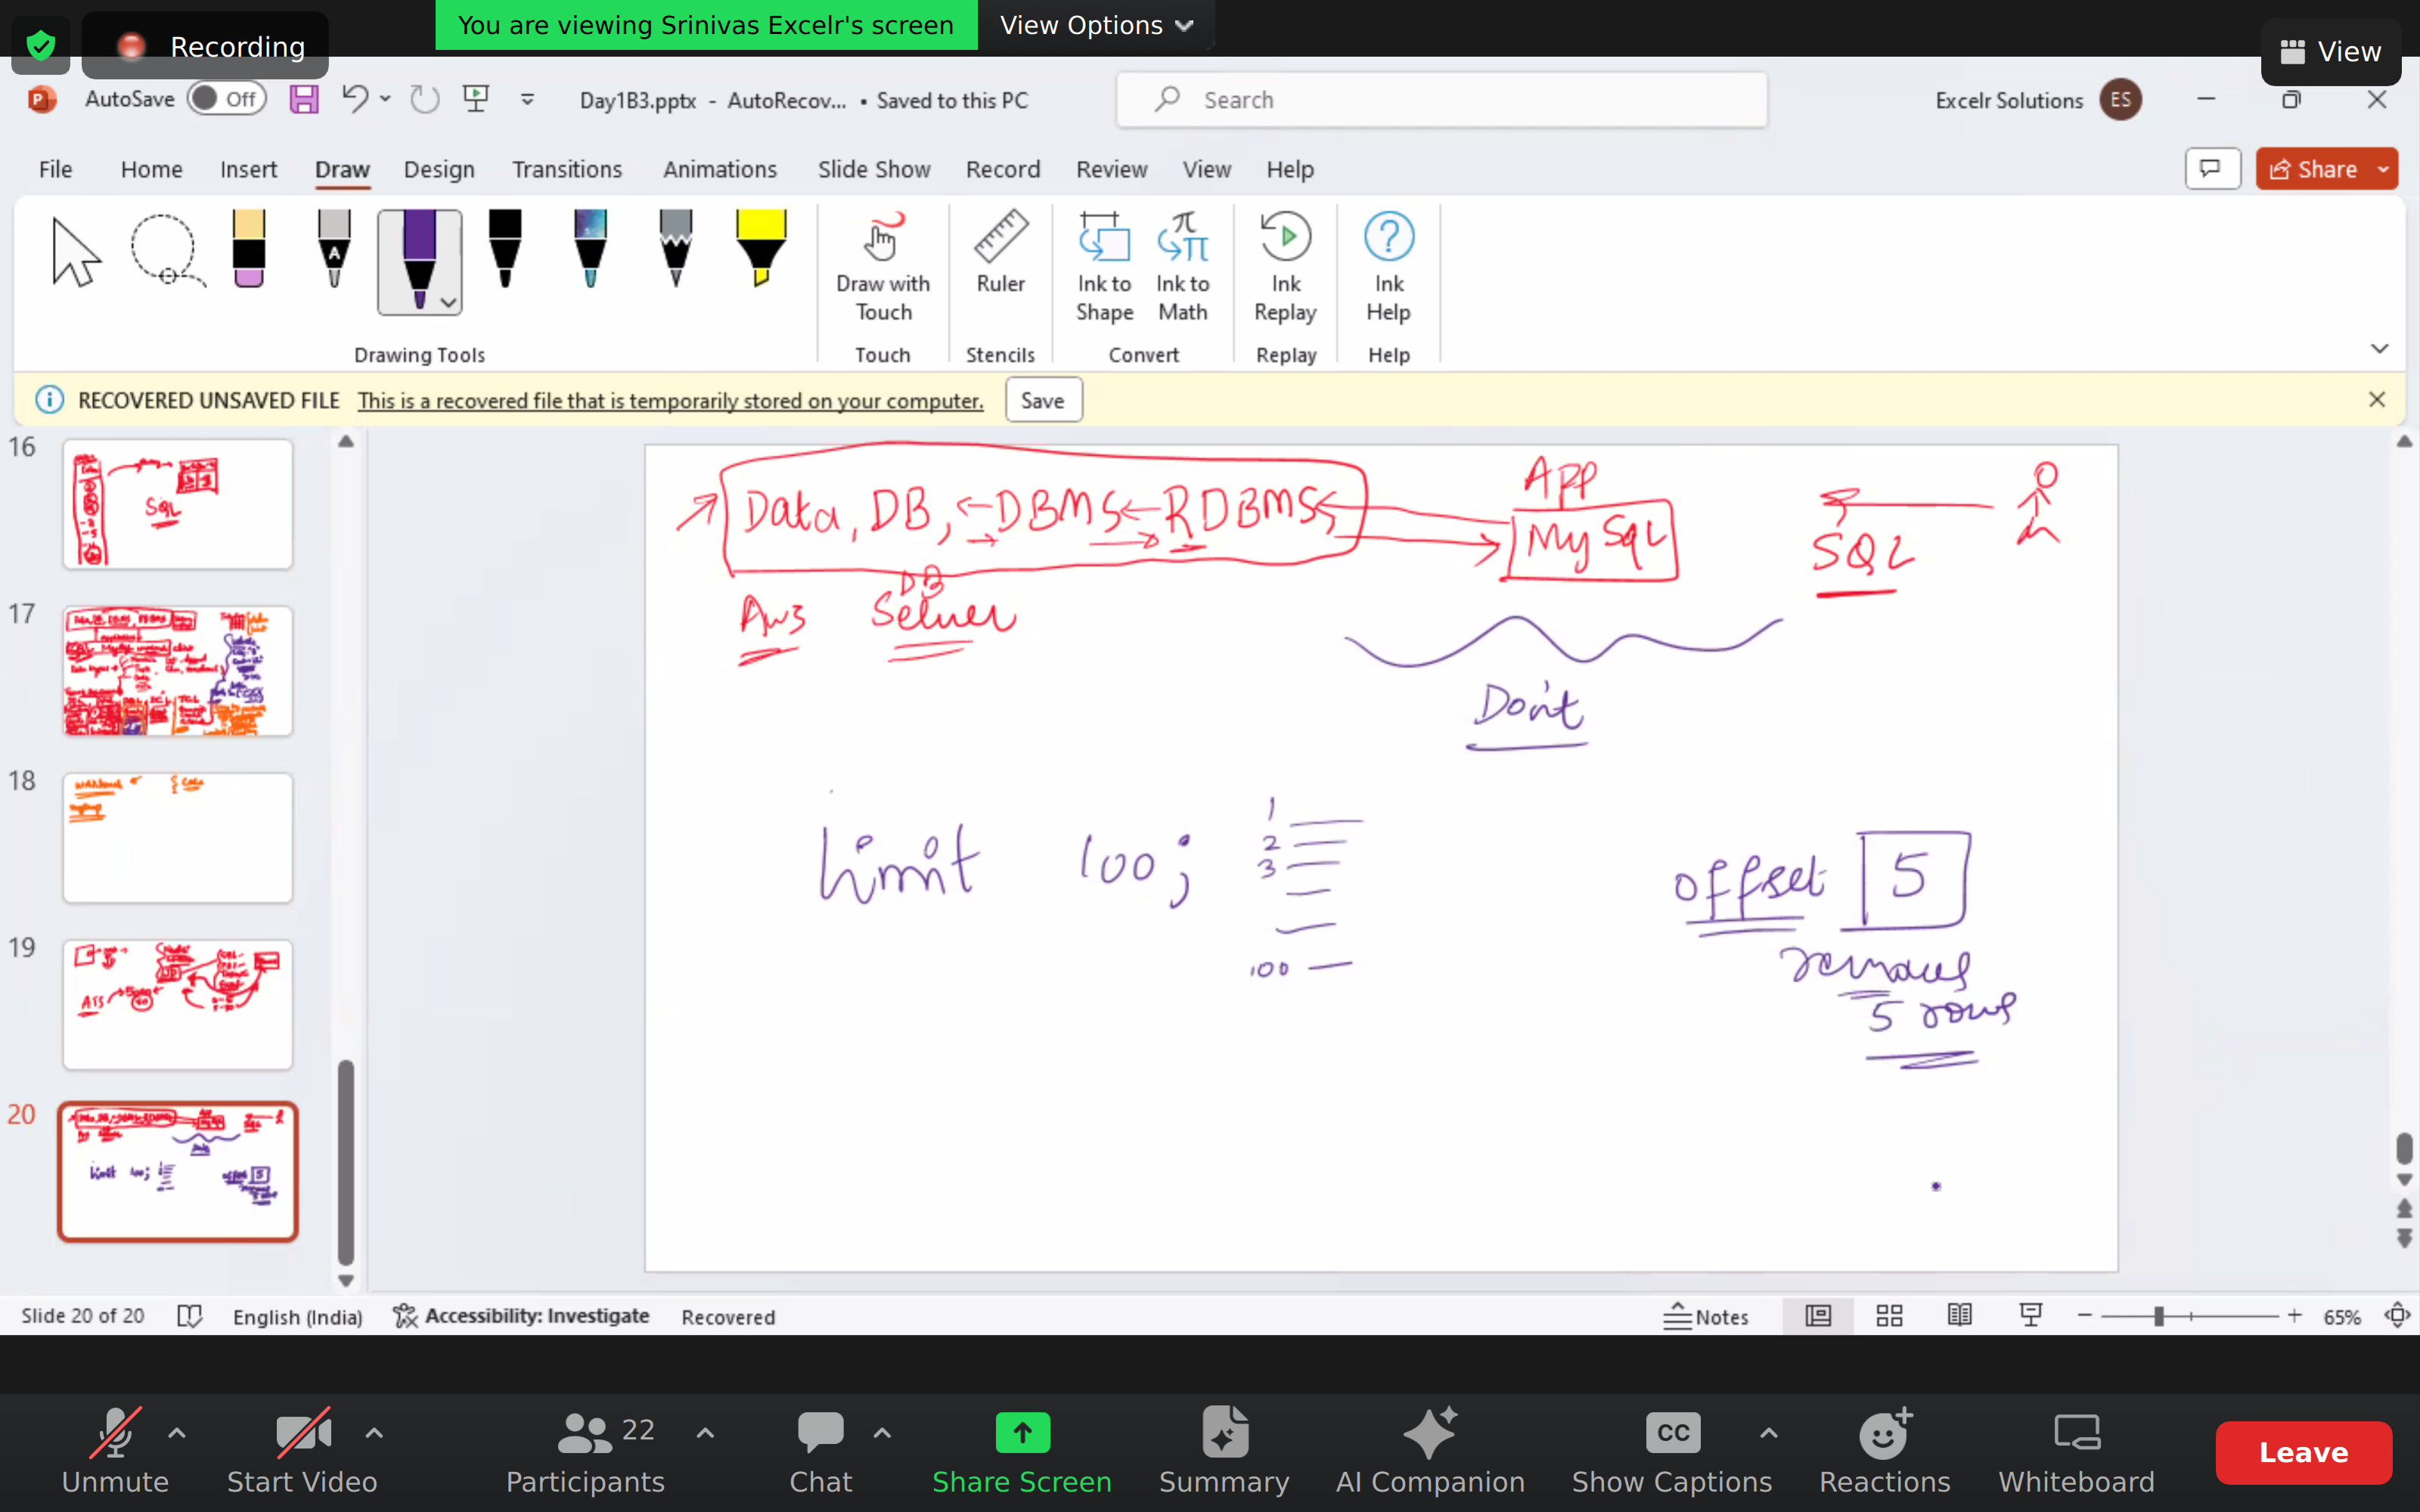 Recording
You are viewing Srinivas Excelr's screen
View Options
View
AutoSave Off
Day1B3.pptx - AutoRecov... • Saved to this PC
Search
Excelr Solutions ES
File Home Insert Draw Design Transitions Animations Slide Show Record Review View Help
Share
Draw with Touch
Ruler
Ink to Shape
Ink to Math
Ink Replay
Ink Help
Drawing Tools
Touch
Stencils
Convert
Replay
Help
RECOVERED UNSAVED FILE This is a recovered file that is temporarily stored on your computer. Save
16
SQL
17
18
19
20
Data, DB, ←DBMS←RDBMS,
APP
My SQL
SQL
Aws
DB
Server
Don't
limit 100;
1
2
3
100
offset 5
removes
5 rows
Slide 20 of 20 English (India) Accessibility: Investigate Recovered Notes 65%
Unmute
Start Video
22
Participants
Chat
Share Screen
Summary
AI Companion
CC
Show Captions
Reactions
Whiteboard
Leave